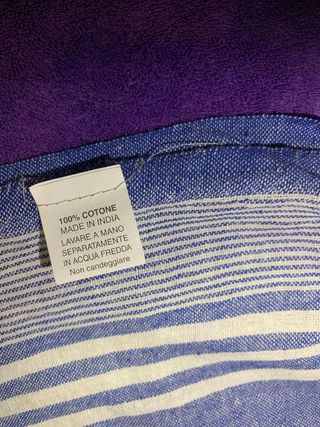 100% COTONE
MADE IN INDIA
LAVARE A MANO
SEPARATAMENTE
IN ACQUA FREDDA
Non candeggiare